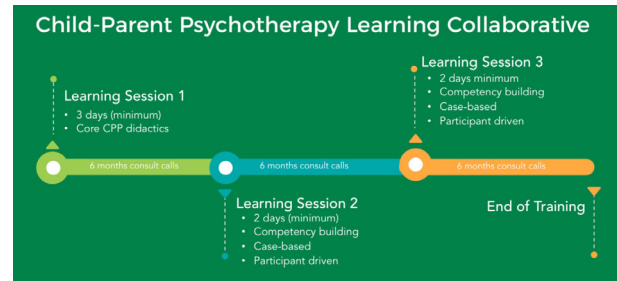 Child-Parent Psychotherapy Learning Collaborative
Learning Session 1
• 3 days (minimum)
• Core CPP didactics
6 months consult calls
Learning Session 2
• 2 days (minimum)
• Competency building
• Case-based
• Participant driven
6 months consult calls
Learning Session 3
• 2 days minimum
• Competency building
• Case-based
• Participant driven
6 months consult calls
End of Training